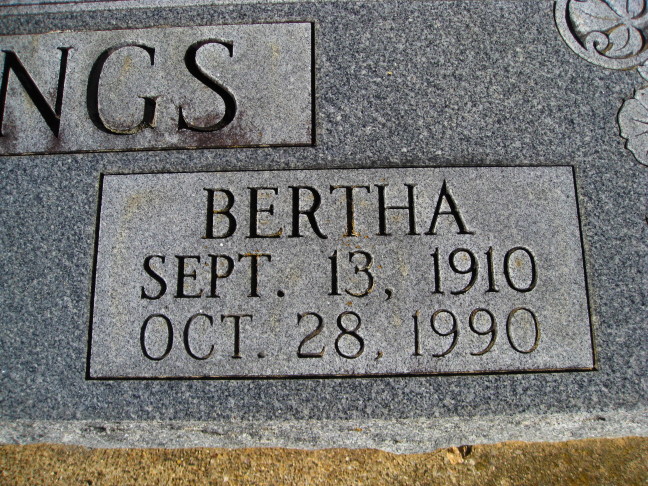 NGS
BERTHA
SEPT. 13, 1910
OCT. 28, 1990